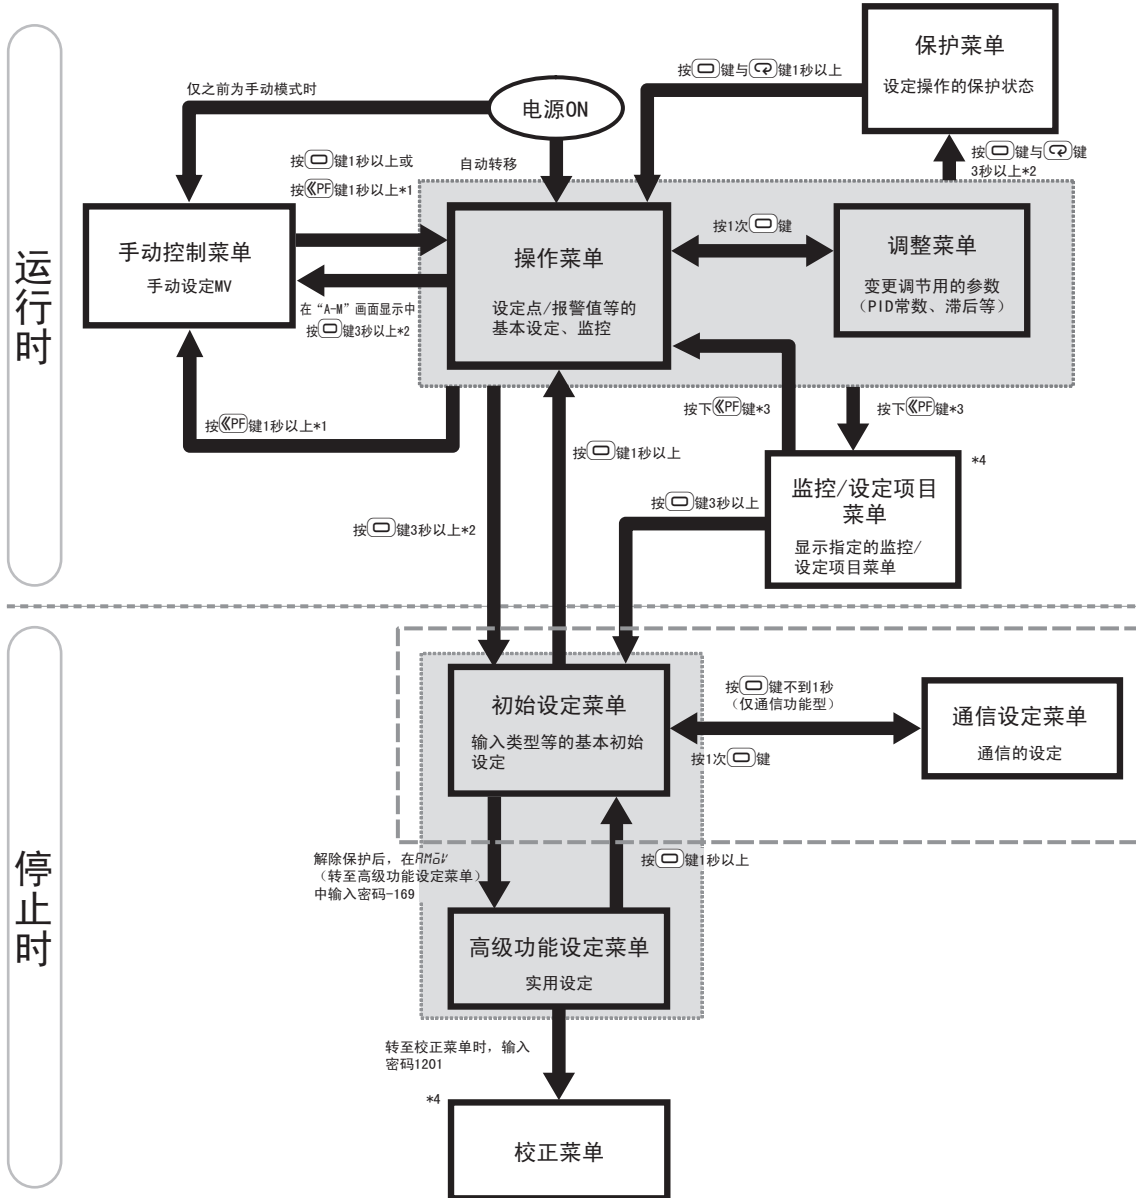 运行时
保护菜单
设定操作的保护状态
按键与键1秒以上
仅之前为手动模式时
电源ON
按键与键
3秒以上*2
按键1秒以上或
按《PF键1秒以上*1
自动转移
手动控制菜单
手动设定MV
操作菜单
设定点/报警值等的
基本设定、监控
按1次键
调整菜单
变更调节用的参数
（PID常数、滞后等）
在“A-M”画面显示中
按键3秒以上*2
按《PF键1秒以上*1
按下《PF键*3
按下《PF键*3
按键1秒以上
*4
监控/设定项目
菜单
显示指定的监控/
设定项目菜单
按键3秒以上
按键3秒以上*2
停止时
初始设定菜单
输入类型等的基本初始
设定
按键不到1秒
（仅通信功能型）
按1次键
通信设定菜单
通信的设定
解除保护后，在AMoV
（转至高级功能设定菜单）
中输入密码-169
按键1秒以上
高级功能设定菜单
实用设定
转至校正菜单时，输入
密码1201
*4
校正菜单